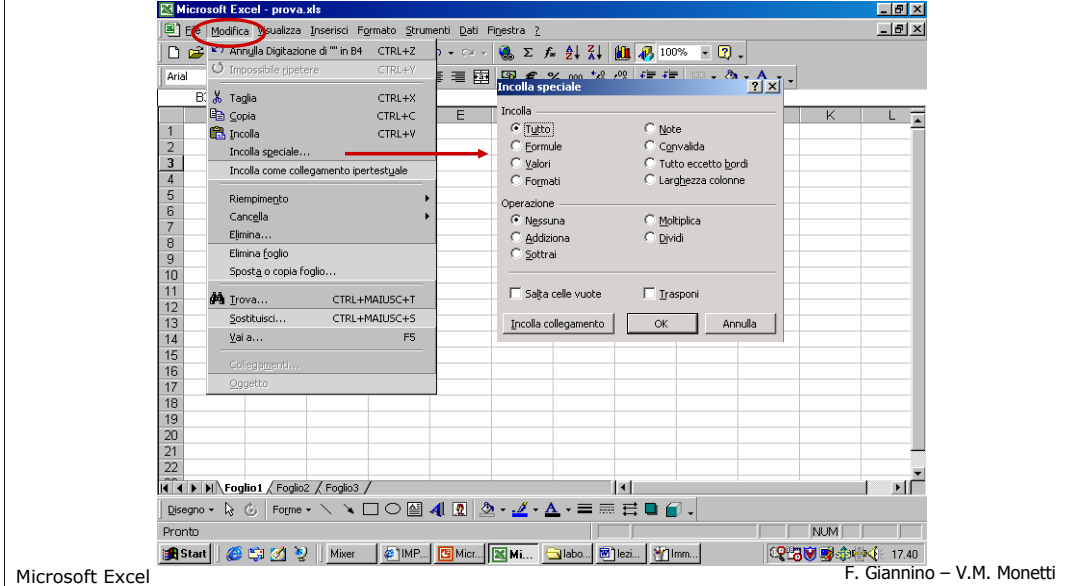 Microsoft Excel - prova.xls
File Modifica Visualizza Inserisci Formato Strumenti Dati Finestra ?
Annulla Digitazione di "" in B4 CTRL+Z
100%
Impossibile ripetere CTRL+Y
Arial
Taglia CTRL+X
Copia CTRL+C
Incolla CTRL+V
Incolla speciale...
Incolla come collegamento ipertestuale
Riempimento
Cancella
Elimina...
Elimina foglio
Sposta o copia foglio...
Trova... CTRL+MAIUSC+T
Sostituisci... CTRL+MAIUSC+S
Vai a... F5
Collegamenti...
Oggetto
Incolla speciale
Incolla
Tutto Note
Formule Convalida
Valori Tutto eccetto bordi
Formati Larghezza colonne
Operazione
Nessuna Moltiplica
Addiziona Dividi
Sottrai
Salta celle vuote Trasponi
Incolla collegamento OK Annulla
E K L
1
2
3
4
5
6
7
8
9
10
11
12
13
14
15
16
17
18
19
20
21
22
Foglio1 Foglio2 Foglio3
Disegno Forme
Pronto NUM
Start Mixer IMP... Micr... Mi... labo... lezi... Imm... 17.40
Microsoft Excel
F. Giannino – V.M. Monetti